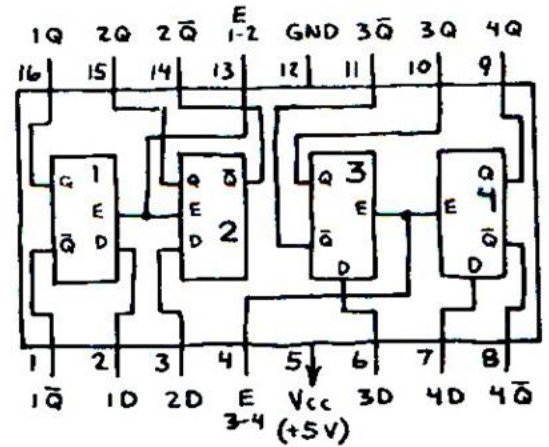 E
1Q 2Q 2Q̅ 1-2 GND 3Q̅ 3Q 4Q
16 15 14 13 12 11 10 9
1 3
Q Q Q̅ Q Q
E E E E 4
Q̅ D D 2 Q̅ Q̅
D D
1 2 3 4 5 6 7 8
1Q̅ 1D 2D E Vcc 3D 4D 4Q̅
3-4 (+5V)